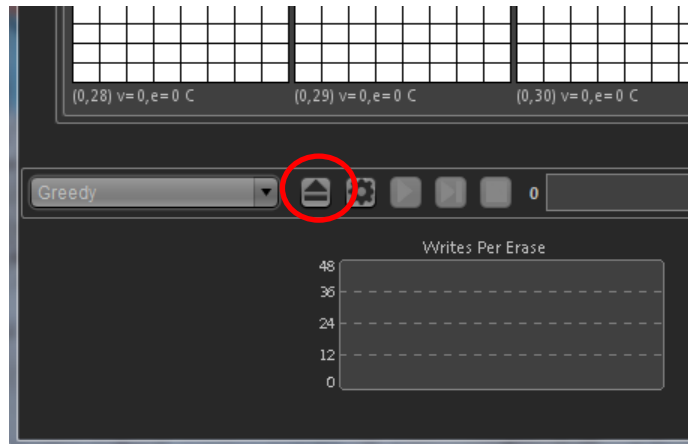 (0,28) v=0,e=0 C (0,29) v=0,e=0 C (0,30) v=0,e=0 C
Greedy 0
Writes Per Erase
48
36
24
12
0